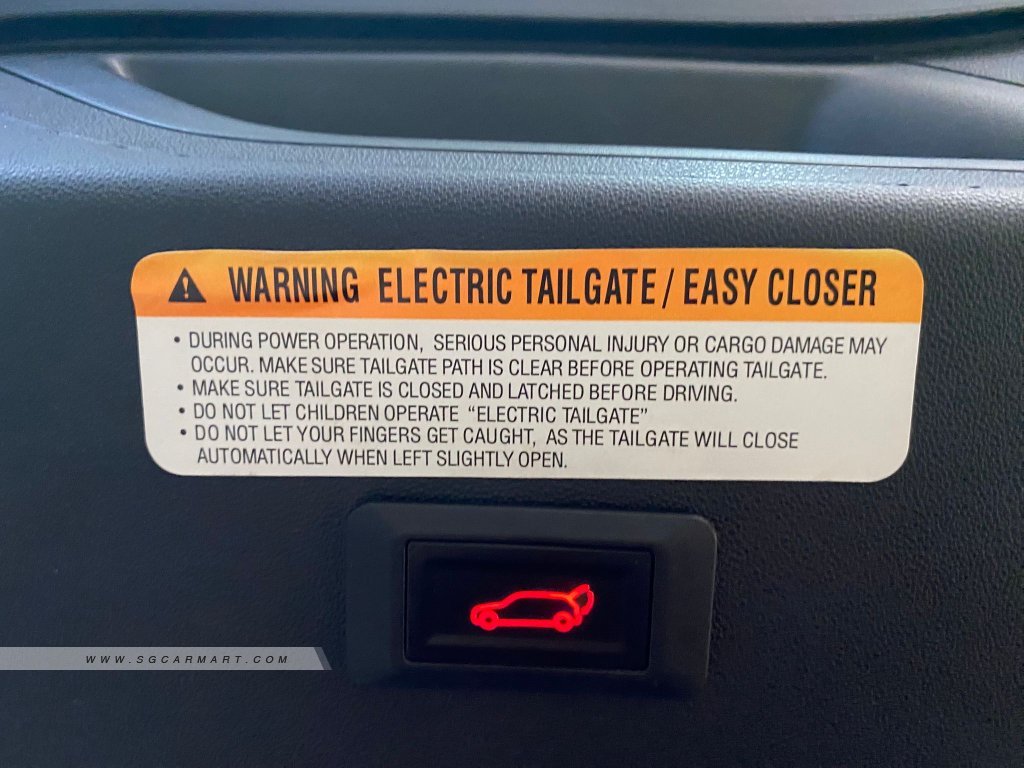 WARNING ELECTRIC TAILGATE / EASY CLOSER
• DURING POWER OPERATION, SERIOUS PERSONAL INJURY OR CARGO DAMAGE MAY
OCCUR. MAKE SURE TAILGATE PATH IS CLEAR BEFORE OPERATING TAILGATE.
• MAKE SURE TAILGATE IS CLOSED AND LATCHED BEFORE DRIVING.
• DO NOT LET CHILDREN OPERATE "ELECTRIC TAILGATE"
• DO NOT LET YOUR FINGERS GET CAUGHT, AS THE TAILGATE WILL CLOSE
AUTOMATICALLY WHEN LEFT SLIGHTLY OPEN.
WWW.SGCARMART.COM